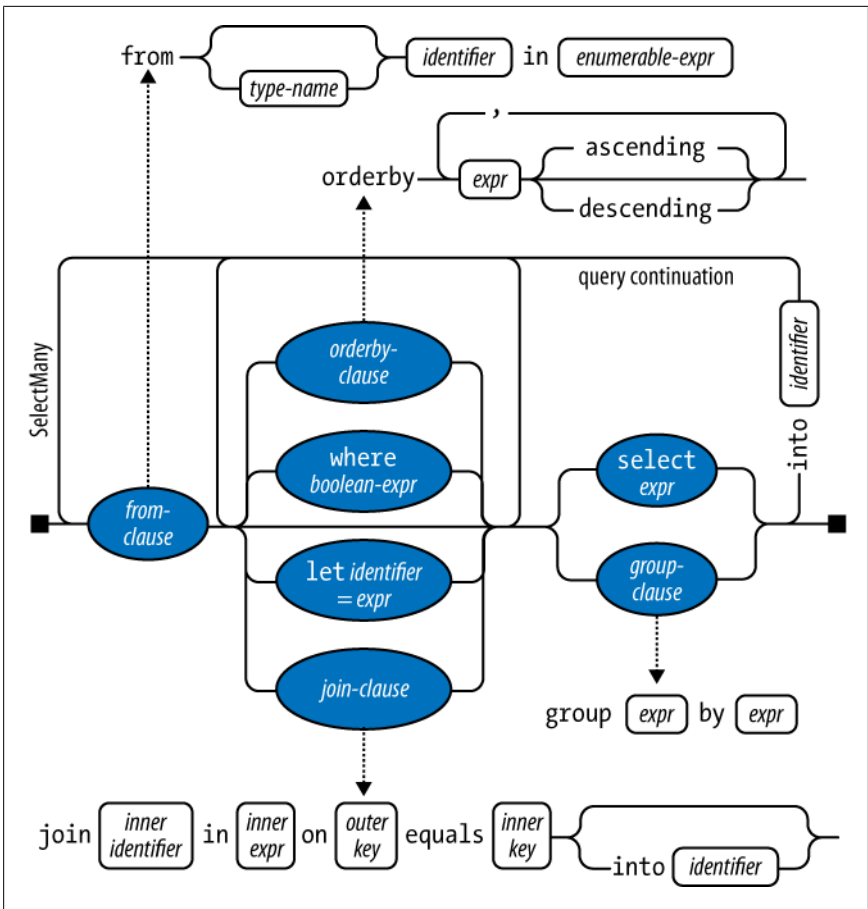 from type-name identifier in enumerable-expr
,
orderby expr ascending
descending
query continuation
SelectMany
identifier
into
orderby-
clause
where
boolean-expr
from-
clause
let identifier
= expr
join-clause
select
expr
group-
clause
group expr by expr
join inner
identifier in inner
expr on outer
key equals inner
key
into identifier